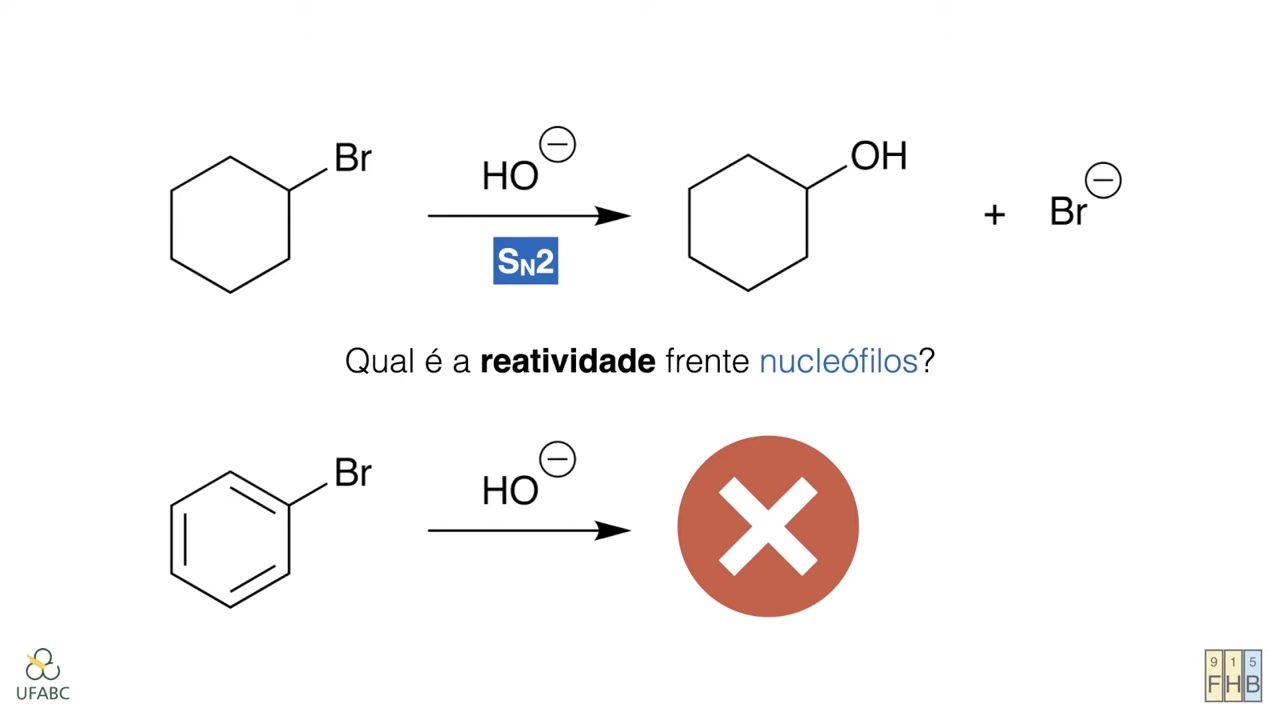 Br
HO⊖
OH
SN2
+ Br⊖
Qual é a reatividade frente nucleófilos?
Br
HO⊖
UFABC
9 1 5
F H B